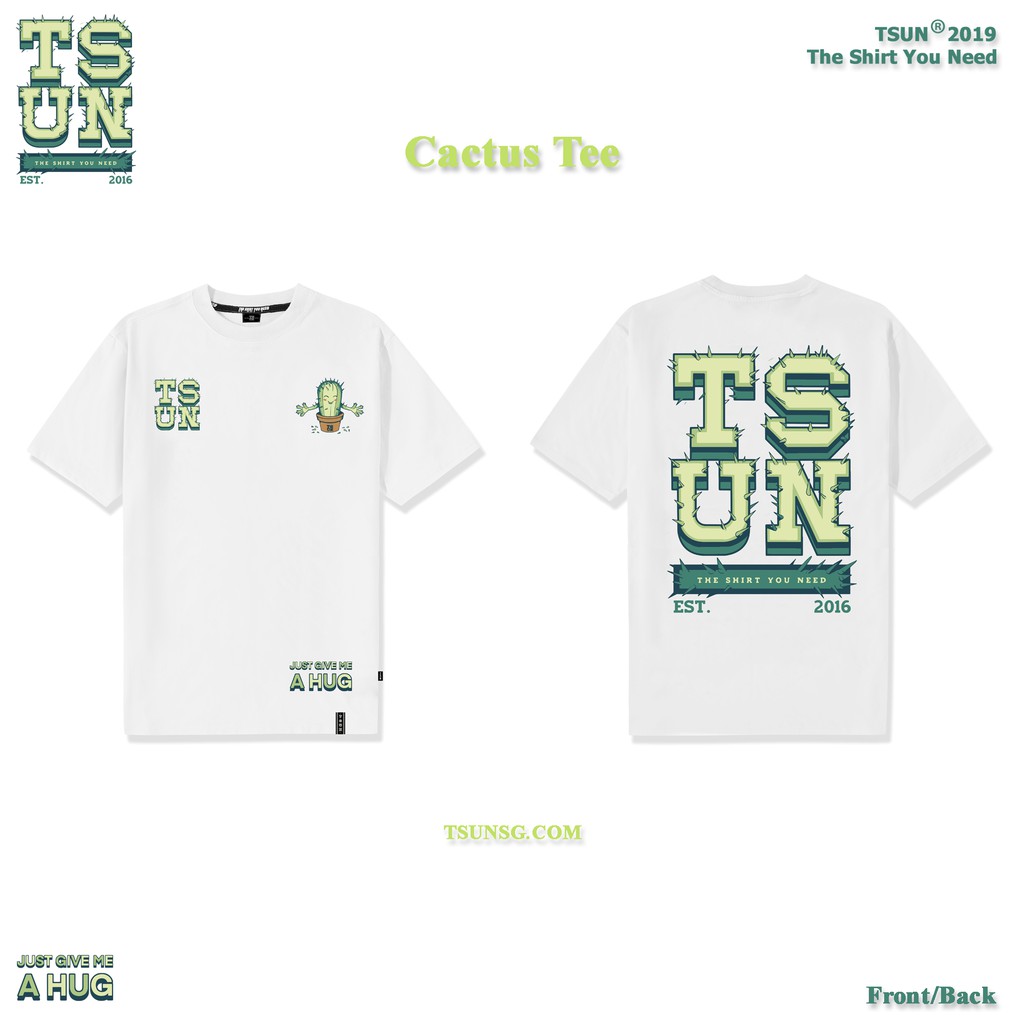 TS
UN
THE SHIRT YOU NEED
EST. 2016
TSUN® 2019
The Shirt You Need
Cactus Tee
TS
UN
JUST GIVE ME
A HUG
TS
UN
THE SHIRT YOU NEED
EST. 2016
TSUNSG.COM
JUST GIVE ME
A HUG
Front/Back